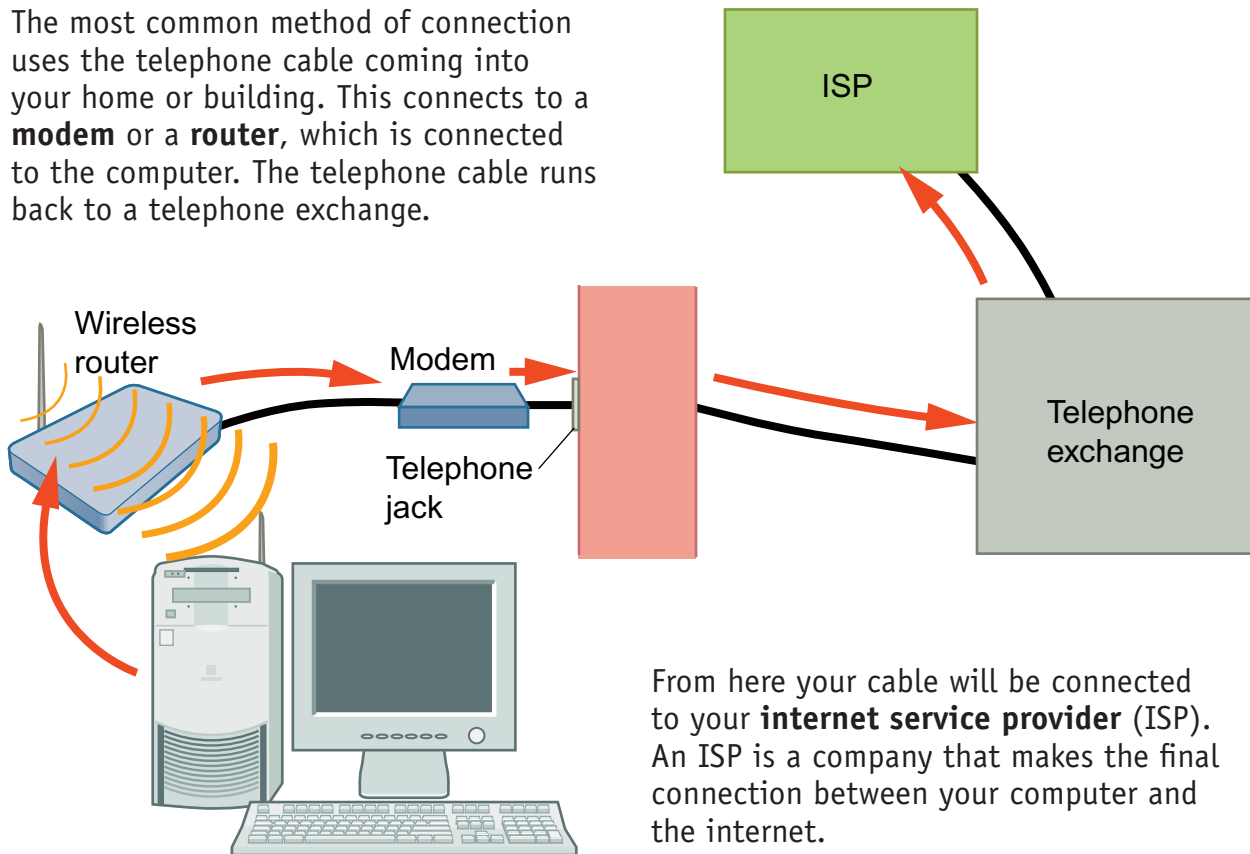 The most common method of connection
uses the telephone cable coming into
your home or building. This connects to a
modem or a router, which is connected
to the computer. The telephone cable runs
back to a telephone exchange.
ISP
Wireless
router
Modem
Telephone
jack
Telephone
exchange
From here your cable will be connected
to your internet service provider (ISP).
An ISP is a company that makes the final
connection between your computer and
the internet.